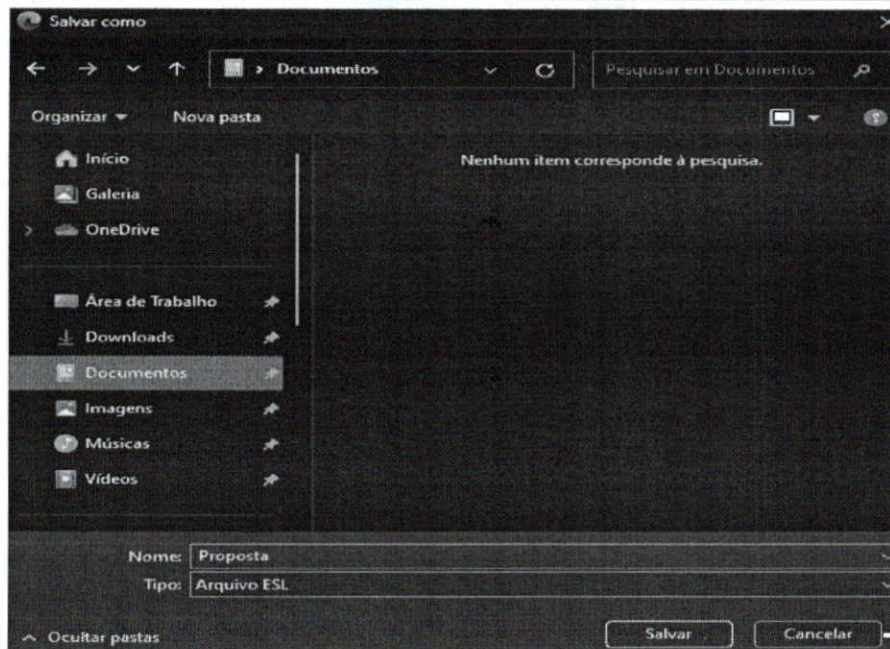 Salvar como
Documentos
Pesquisar em Documentos
Organizar
Nova pasta
Início
Nenhum item corresponde à pesquisa.
Galeria
OneDrive
Área de Trabalho
Downloads
Documentos
Imagens
Músicas
Vídeos
Nome: Proposta
Tipo: Arquivo ESL
Ocultar pastas
Salvar
Cancelar